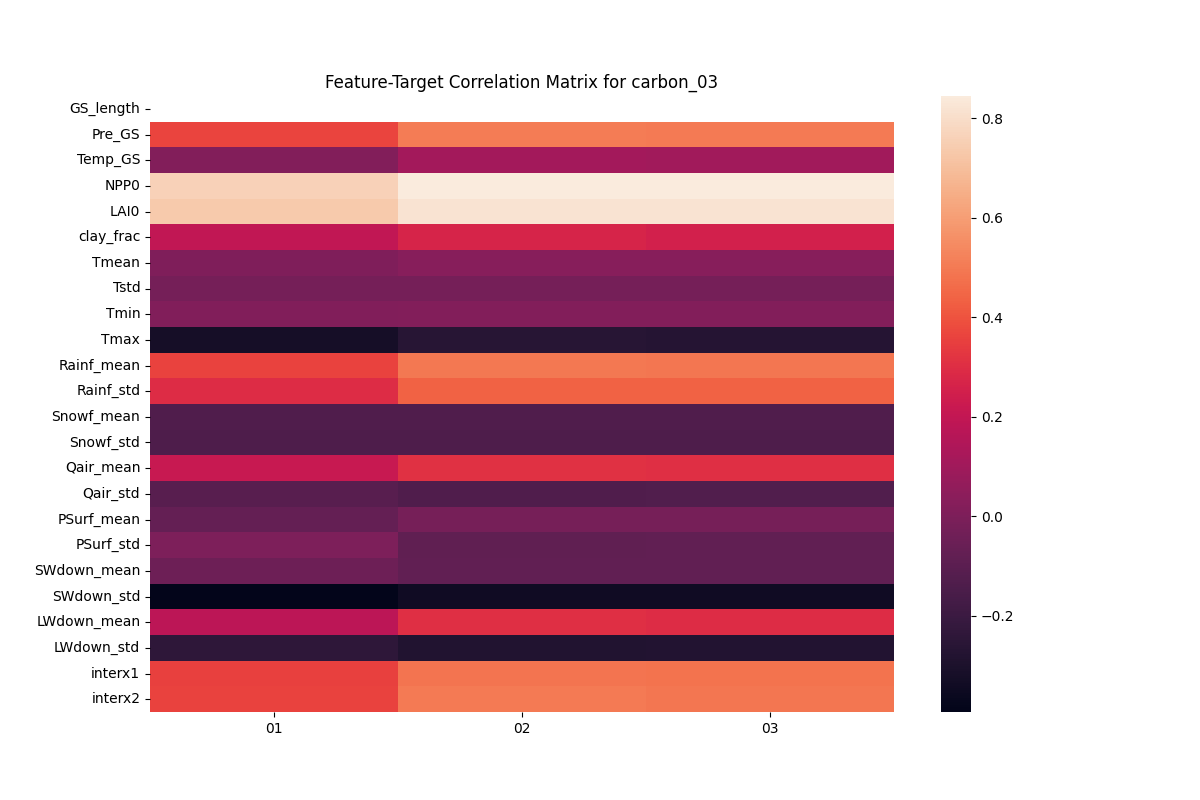 Feature-Target Correlation Matrix for carbon_03
GS_length
Pre_GS
Temp_GS
NPP0
LAI0
clay_frac
Tmean
Tstd
Tmin
Tmax
Rainf_mean
Rainf_std
Snowf_mean
Snowf_std
Qair_mean
Qair_std
PSurf_mean
PSurf_std
SWdown_mean
SWdown_std
LWdown_mean
LWdown_std
interx1
interx2
01 02 03
0.8
0.6
0.4
0.2
0.0
−0.2